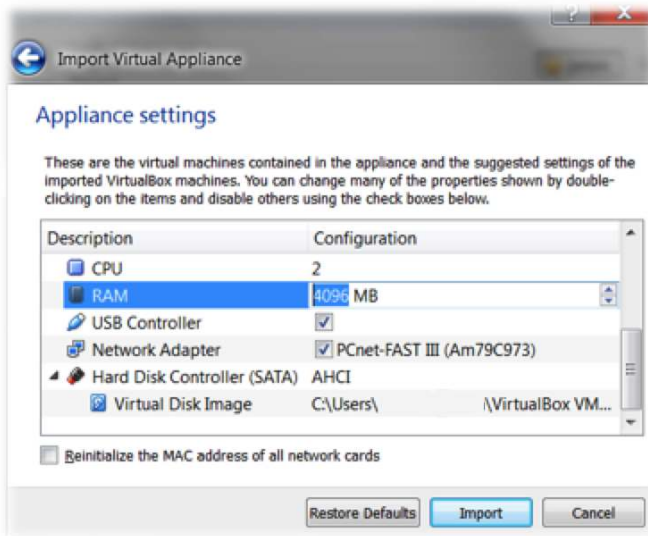 Import Virtual Appliance
Appliance settings
These are the virtual machines contained in the appliance and the suggested settings of the
imported VirtualBox machines. You can change many of the properties shown by double-
clicking on the items and disable others using the check boxes below.
Description Configuration
CPU 2
RAM 4096 MB
USB Controller
Network Adapter PCnet-FAST III (Am79C973)
Hard Disk Controller (SATA) AHCI
Virtual Disk Image C:\Users\ \VirtualBox VM...
Reinitialize the MAC address of all network cards
Restore Defaults Import Cancel